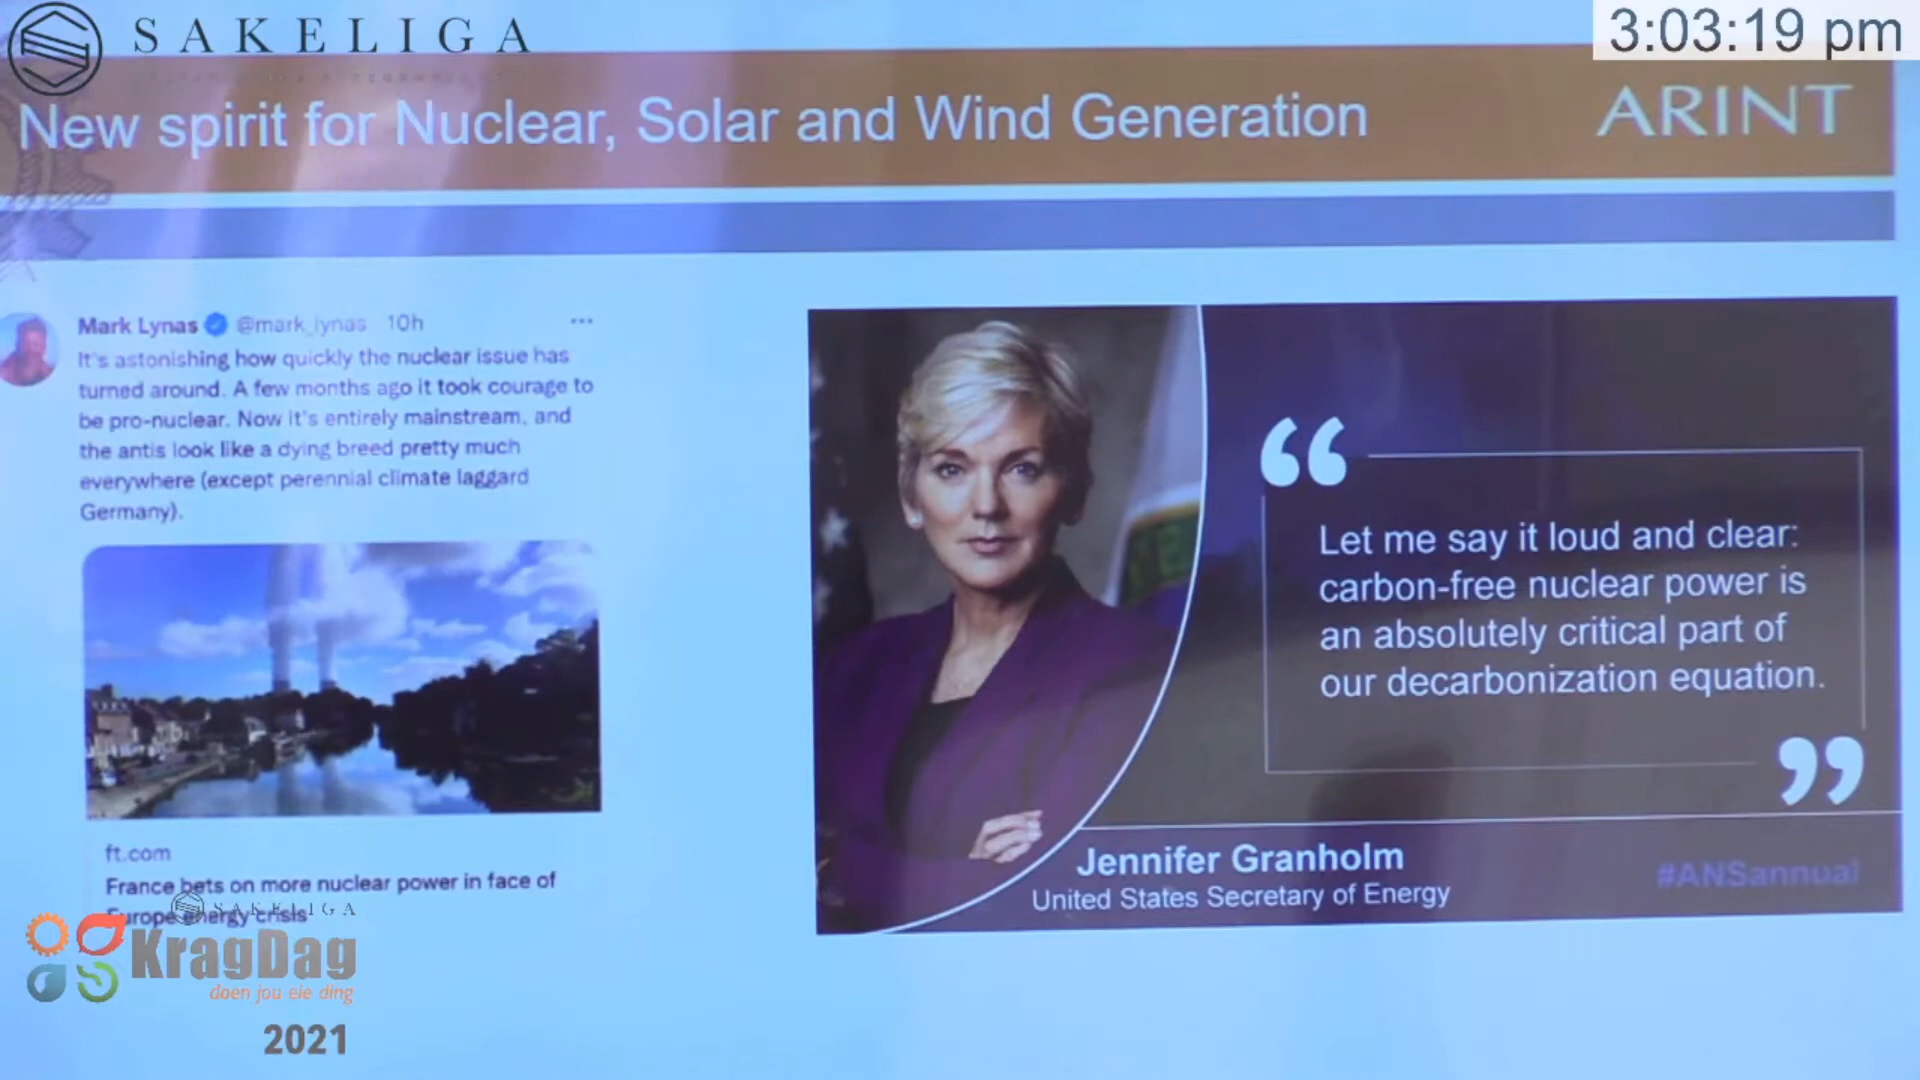 SAKELIGA
3:03:19 pm
New spirit for Nuclear, Solar and Wind Generation
ARINT
Mark Lynas @mark_lynas 10h
It's astonishing how quickly the nuclear issue has
turned around. A few months ago it took courage to
be pro-nuclear. Now it's entirely mainstream, and
the antis look like a dying breed pretty much
everywhere (except perennial climate laggard
Germany).
ft.com
France bets on more nuclear power in face of
Europe energy crisis
“
Let me say it loud and clear:
carbon-free nuclear power is
an absolutely critical part of
our decarbonization equation.
”
Jennifer Granholm
United States Secretary of Energy
#ANSannual
SAKELIGA
KragDag
doen jou eie ding
2021